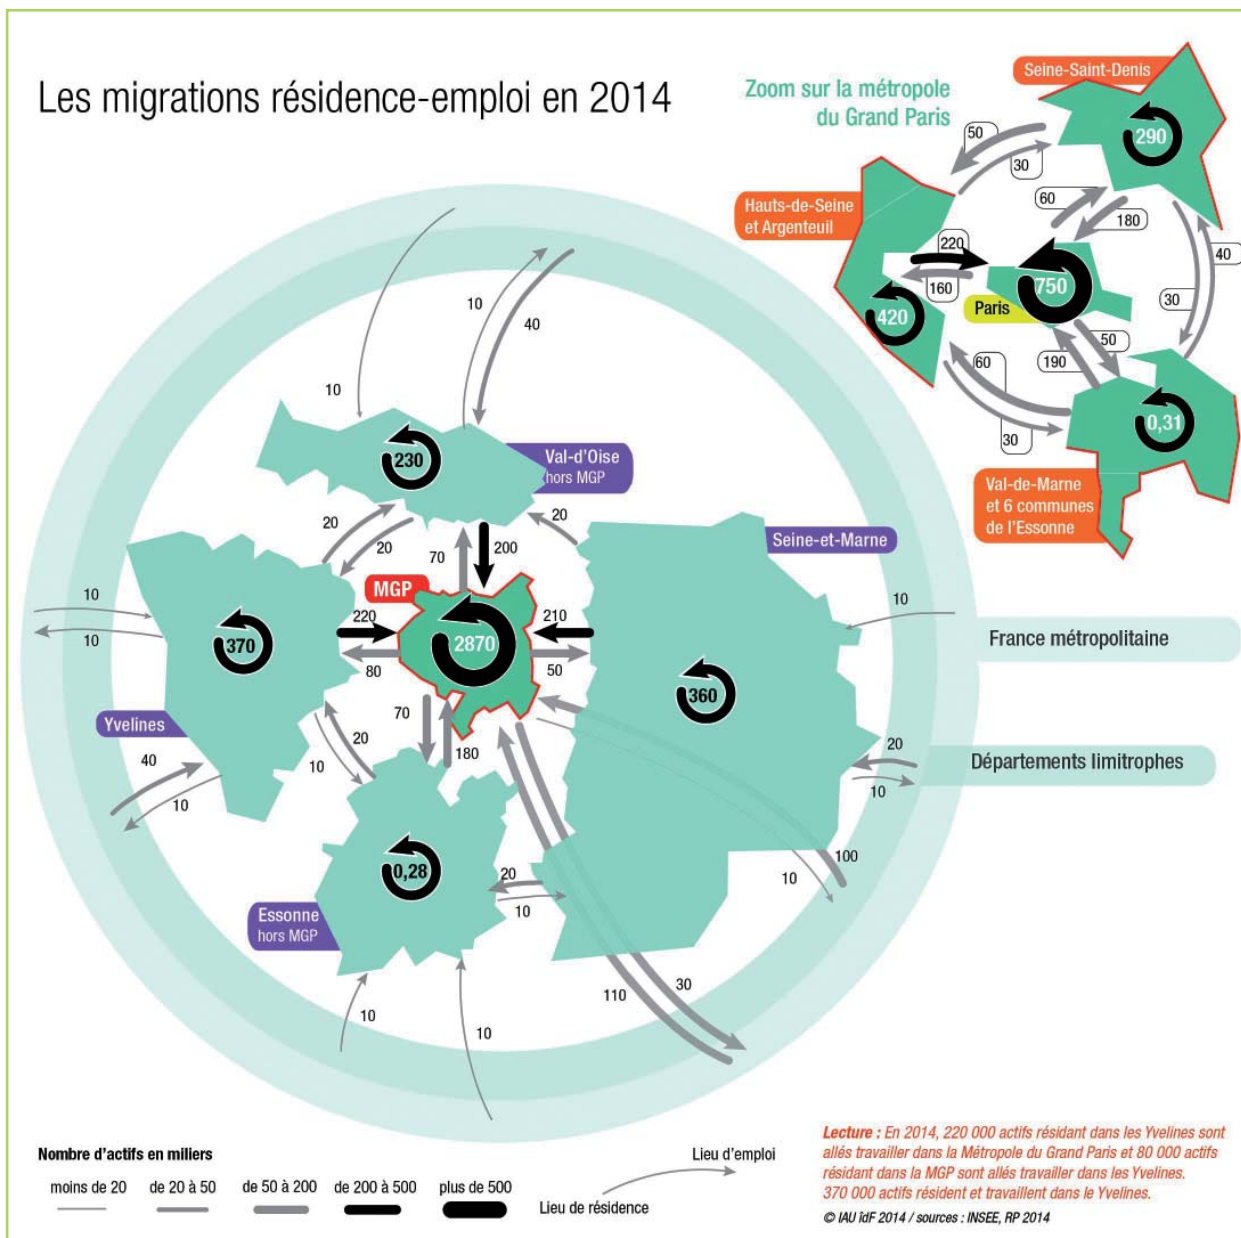 Les migrations résidence-emploi en 2014
Zoom sur la métropole
du Grand Paris
Seine-Saint-Denis
290
50
30
60
180
Hauts-de-Seine
et Argenteuil
220
160
420
750
Paris
40
30
50
190
60
30
0,31
Val-de-Marne
et 6 communes
de l'Essonne
10
10
40
230
Val-d'Oise
hors MGP
20
20
70
200
20
Seine-et-Marne
MGP
10
10
220
370
80
2870
210
50
360
10
France métropolitaine
Yvelines
40
10
10
20
70
180
20
10
Départements limitrophes
100
10
0,28
20
10
Essonne
hors MGP
10
10
110
30
Nombre d'actifs en miliers
moins de 20
de 20 à 50
de 50 à 200
de 200 à 500
plus de 500
Lieu d'emploi
Lieu de résidence
Lecture : En 2014, 220 000 actifs résidant dans les Yvelines sont
allés travailler dans la Métropole du Grand Paris et 80 000 actifs
résidant dans la MGP sont allés travailler dans les Yvelines.
370 000 actifs résident et travaillent dans le Yvelines.
© IAU îdF 2014 / sources : INSEE, RP 2014